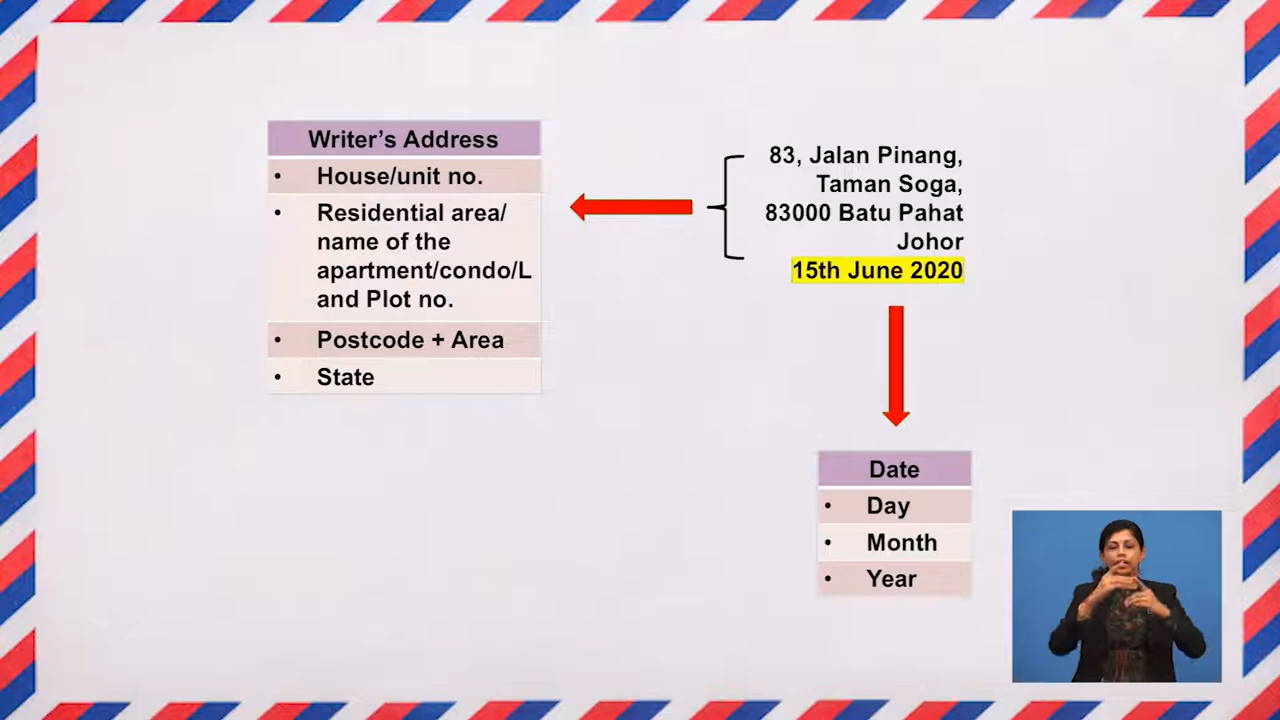 Writer's Address
• House/unit no.
• Residential area/
name of the
apartment/condo/L
and Plot no.
• Postcode + Area
• State
83, Jalan Pinang,
Taman Soga,
83000 Batu Pahat
Johor
15th June 2020
Date
• Day
• Month
• Year